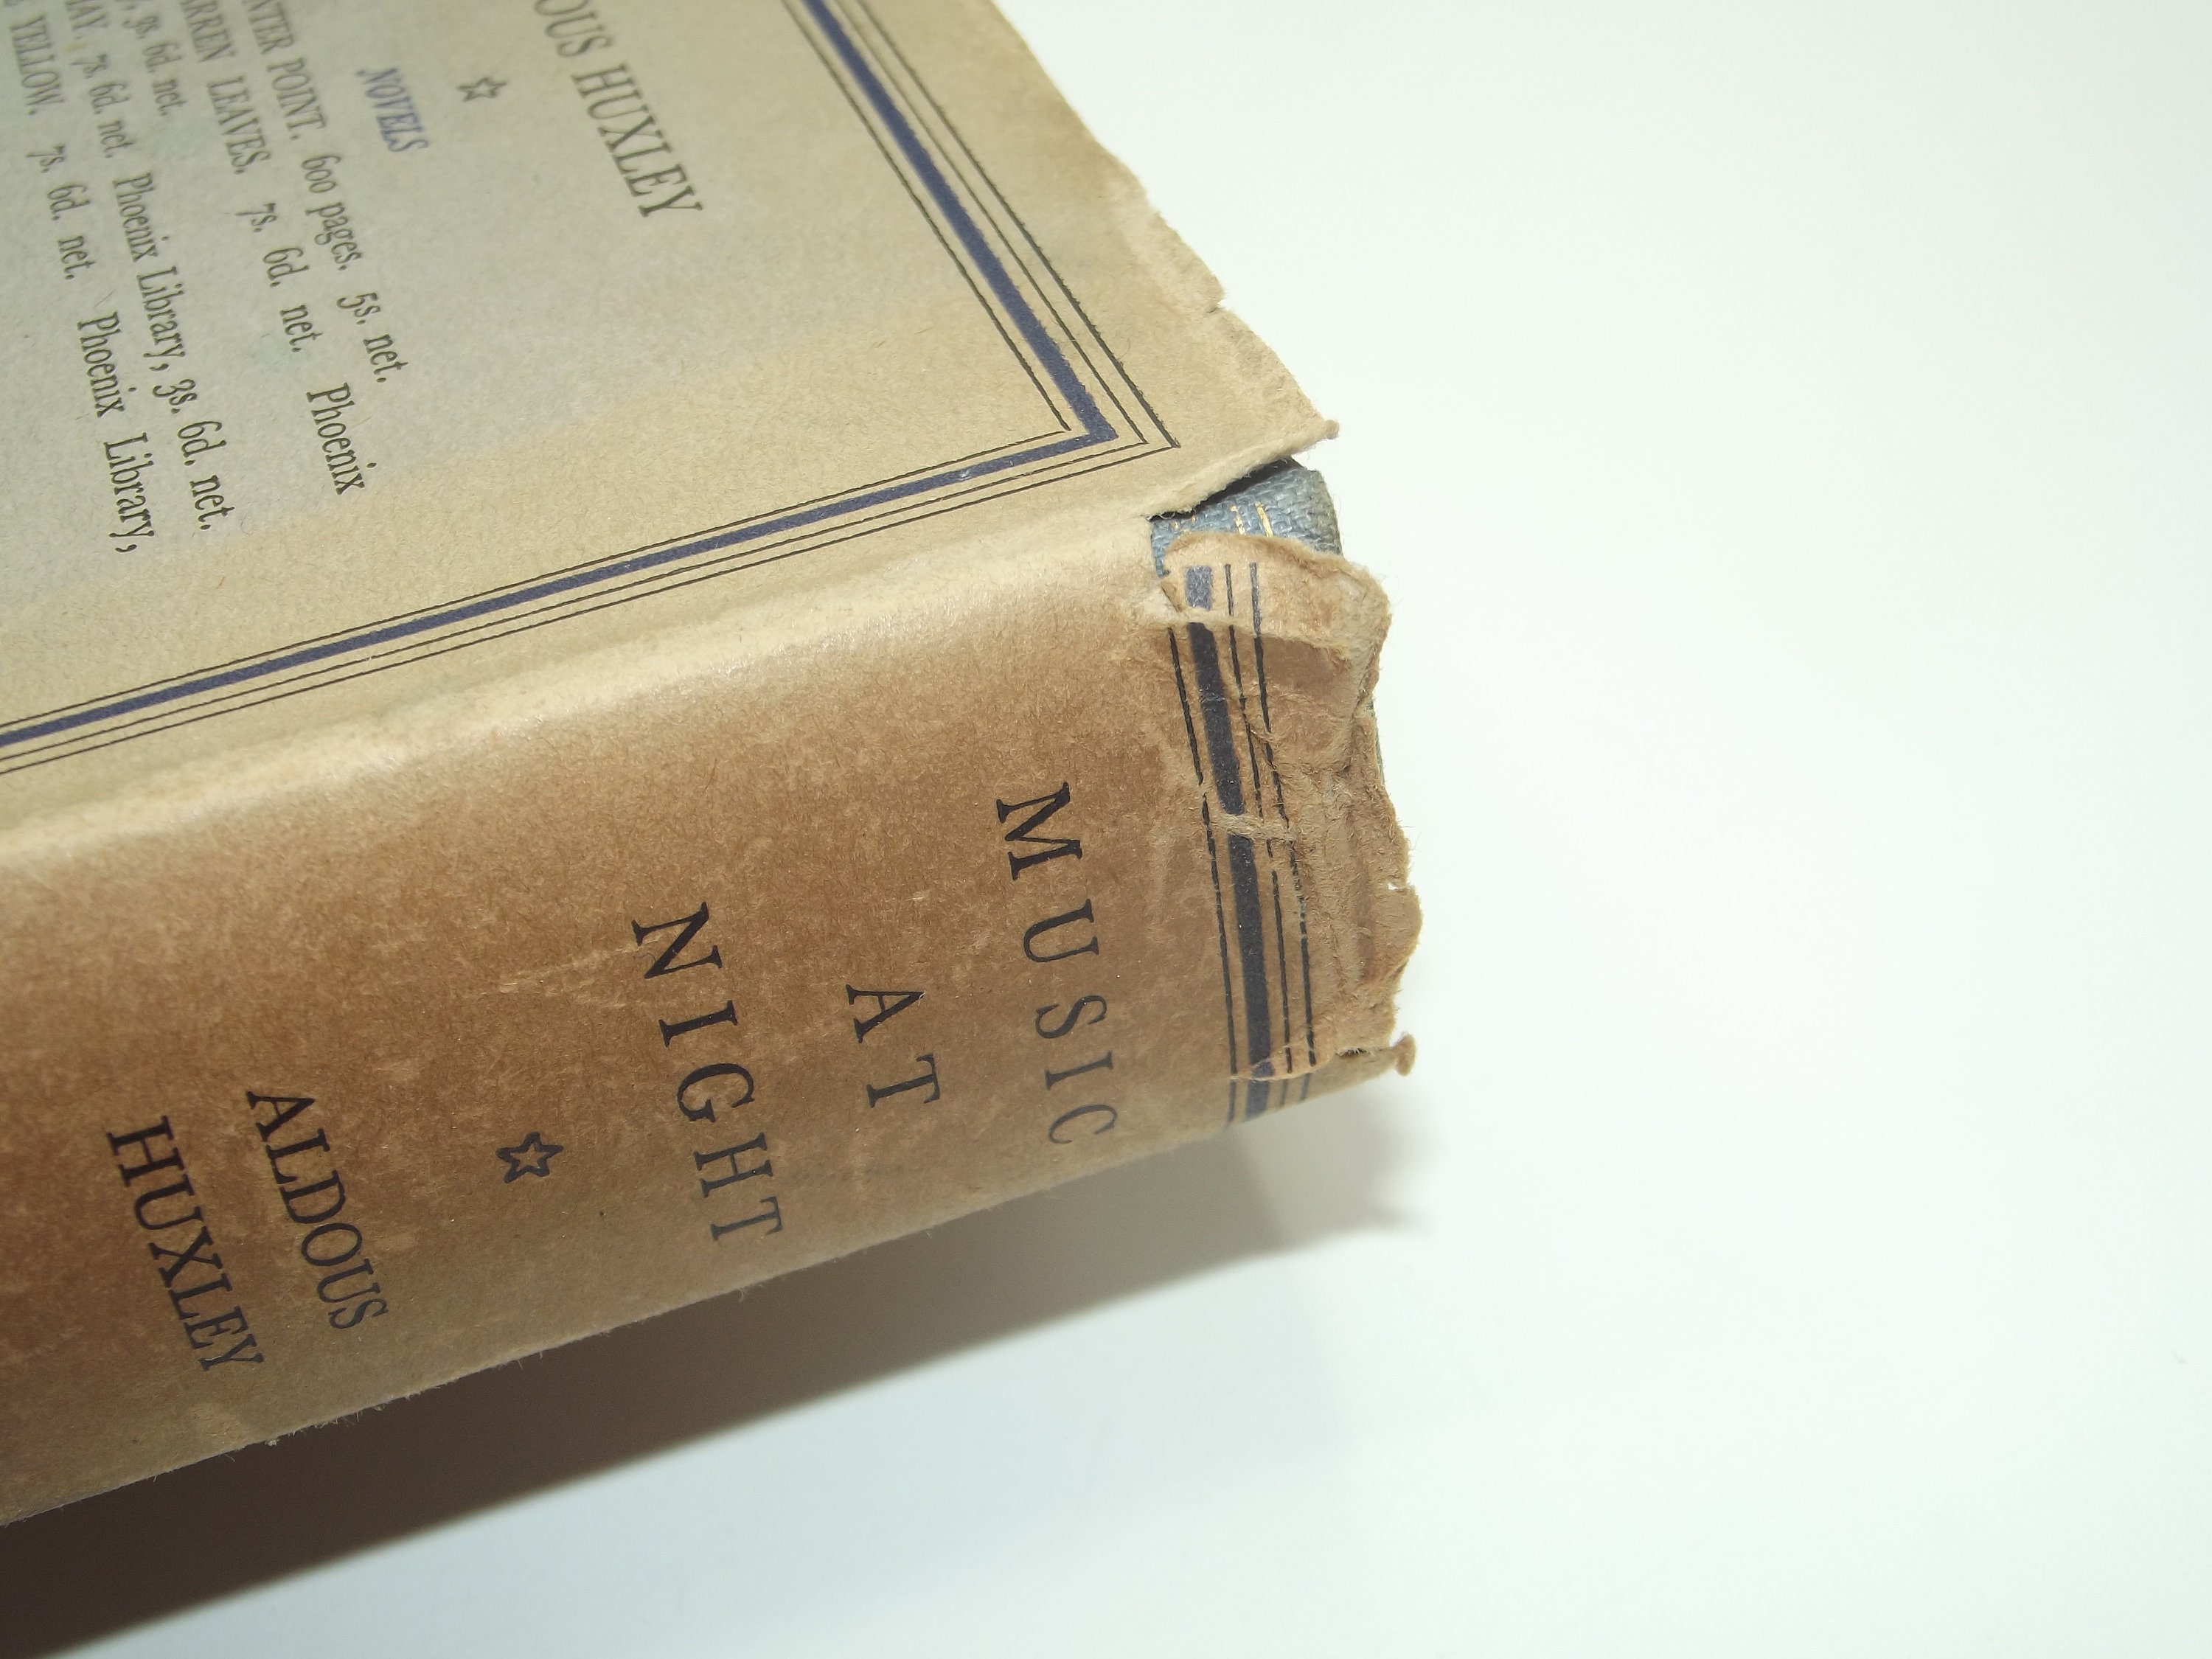 MUSIC
AT
NIGHT
ALDOUS
HUXLEY
OUS HUXLEY
NOVELS
NTER POINT. 600 pages. 5s. net.
RREN LEAVES. 7s. 6d. net. Phoenix
3s. 6d. net.
AY. 7s. 6d. net. Phoenix Library, 3s. 6d. net.
YELLOW. 7s. 6d. net. Phoenix Library,